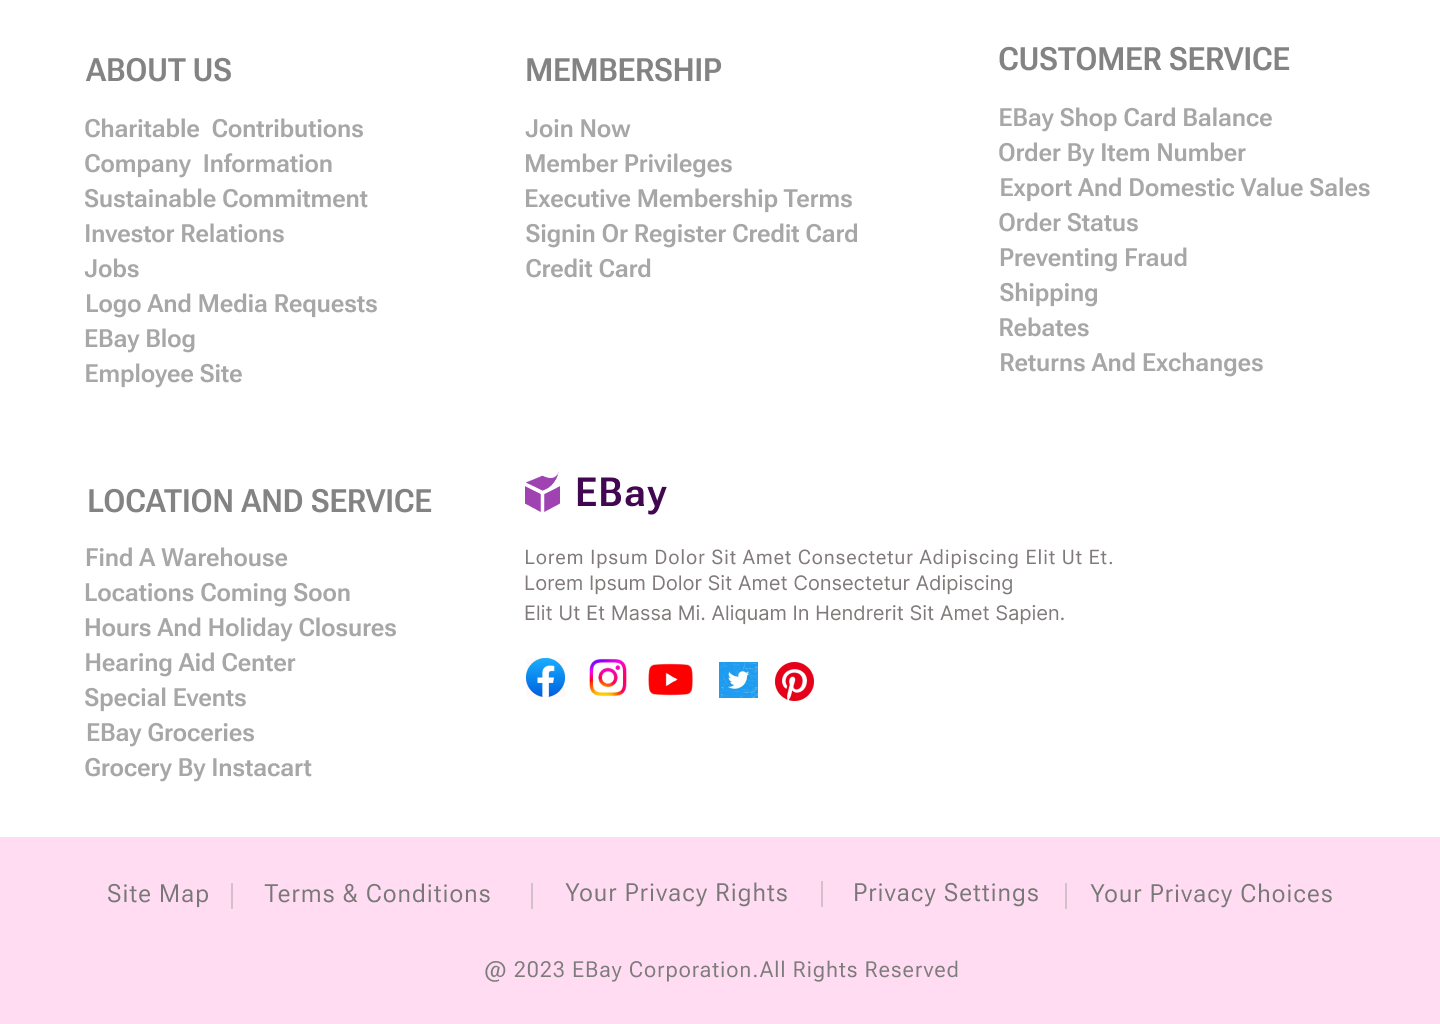 ABOUT US
Charitable  Contributions
Company  Information
Sustainable Commitment
Investor Relations
Jobs
Logo And Media Requests
EBay Blog
Employee Site
MEMBERSHIP
Join Now
Member Privileges
Executive Membership Terms
Signin Or Register Credit Card
Credit Card
CUSTOMER SERVICE
EBay Shop Card Balance
Order By Item Number
Export And Domestic Value Sales
Order Status
Preventing Fraud
Shipping
Rebates
Returns And Exchanges
LOCATION AND SERVICE
Find A Warehouse
Locations Coming Soon
Hours And Holiday Closures
Hearing Aid Center
Special Events
EBay Groceries
Grocery By Instacart
EBay
Lorem Ipsum Dolor Sit Amet Consectetur Adipiscing Elit Ut Et.
Lorem Ipsum Dolor Sit Amet Consectetur Adipiscing
Elit Ut Et Massa Mi. Aliquam In Hendrerit Sit Amet Sapien.
Site Map | Terms & Conditions | Your Privacy Rights | Privacy Settings | Your Privacy Choices
@ 2023 EBay Corporation.All Rights Reserved